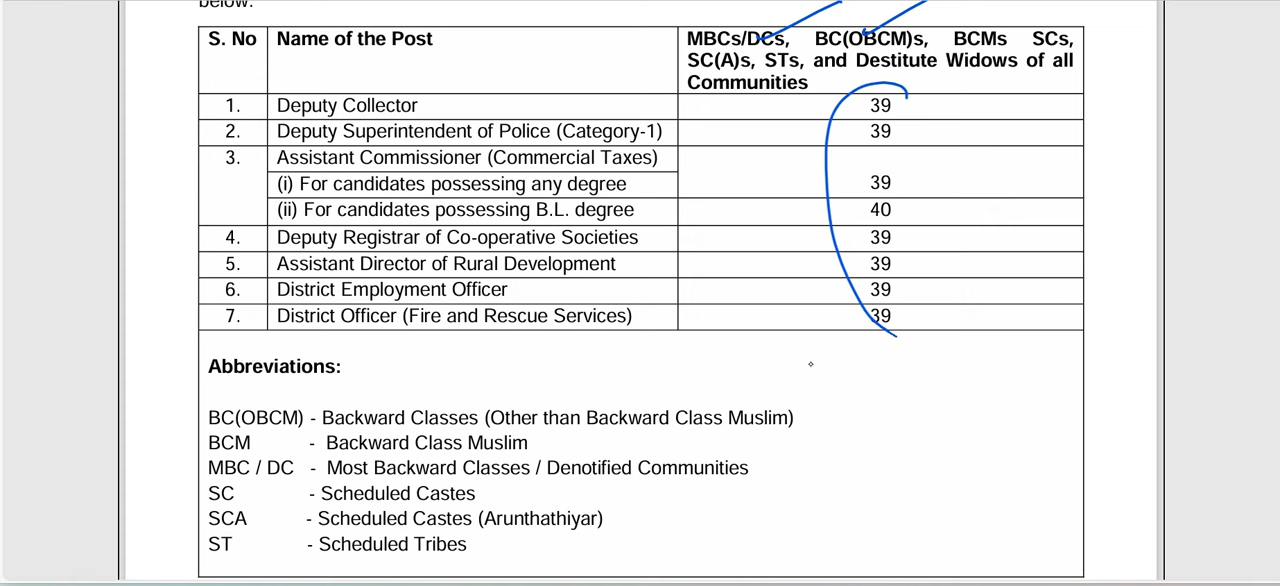 below:
S. No Name of the Post MBCs/DCs, BC(OBCM)s, BCMs SCs,
SC(A)s, STs, and Destitute Widows of all
Communities
1. Deputy Collector 39
2. Deputy Superintendent of Police (Category-1) 39
3. Assistant Commissioner (Commercial Taxes)
(i) For candidates possessing any degree 39
(ii) For candidates possessing B.L. degree 40
4. Deputy Registrar of Co-operative Societies 39
5. Assistant Director of Rural Development 39
6. District Employment Officer 39
7. District Officer (Fire and Rescue Services) 39
Abbreviations:
BC(OBCM) - Backward Classes (Other than Backward Class Muslim)
BCM - Backward Class Muslim
MBC / DC - Most Backward Classes / Denotified Communities
SC - Scheduled Castes
SCA - Scheduled Castes (Arunthathiyar)
ST - Scheduled Tribes